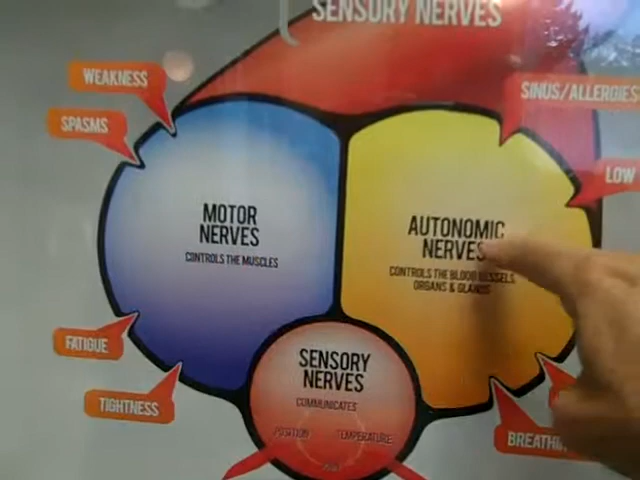 SENSORY NERVES
WEAKNESS
SPASMS
SINUS/ALLERGIES
LOW
MOTOR
NERVES
CONTROLS THE MUSCLES
AUTONOMIC
NERVES
CONTROLS THE BLOOD VESSELS,
ORGANS & GLANDS
FATIGUE
TIGHTNESS
SENSORY
NERVES
COMMUNICATES
POSITION TEMPERATURE